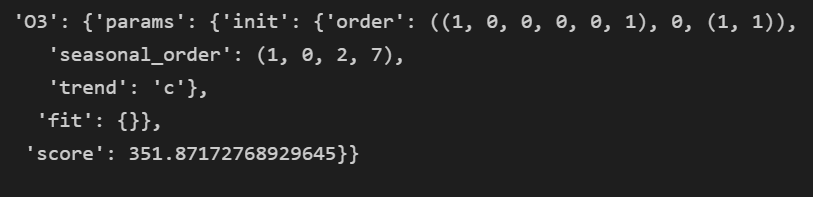 'O3': {'params': {'init': {'order': ((1, 0, 0, 0, 0, 1), 0, (1, 1)),
'seasonal_order': (1, 0, 2, 7),
'trend': 'c'},
'fit': {}},
'score': 351.87172768929645}}